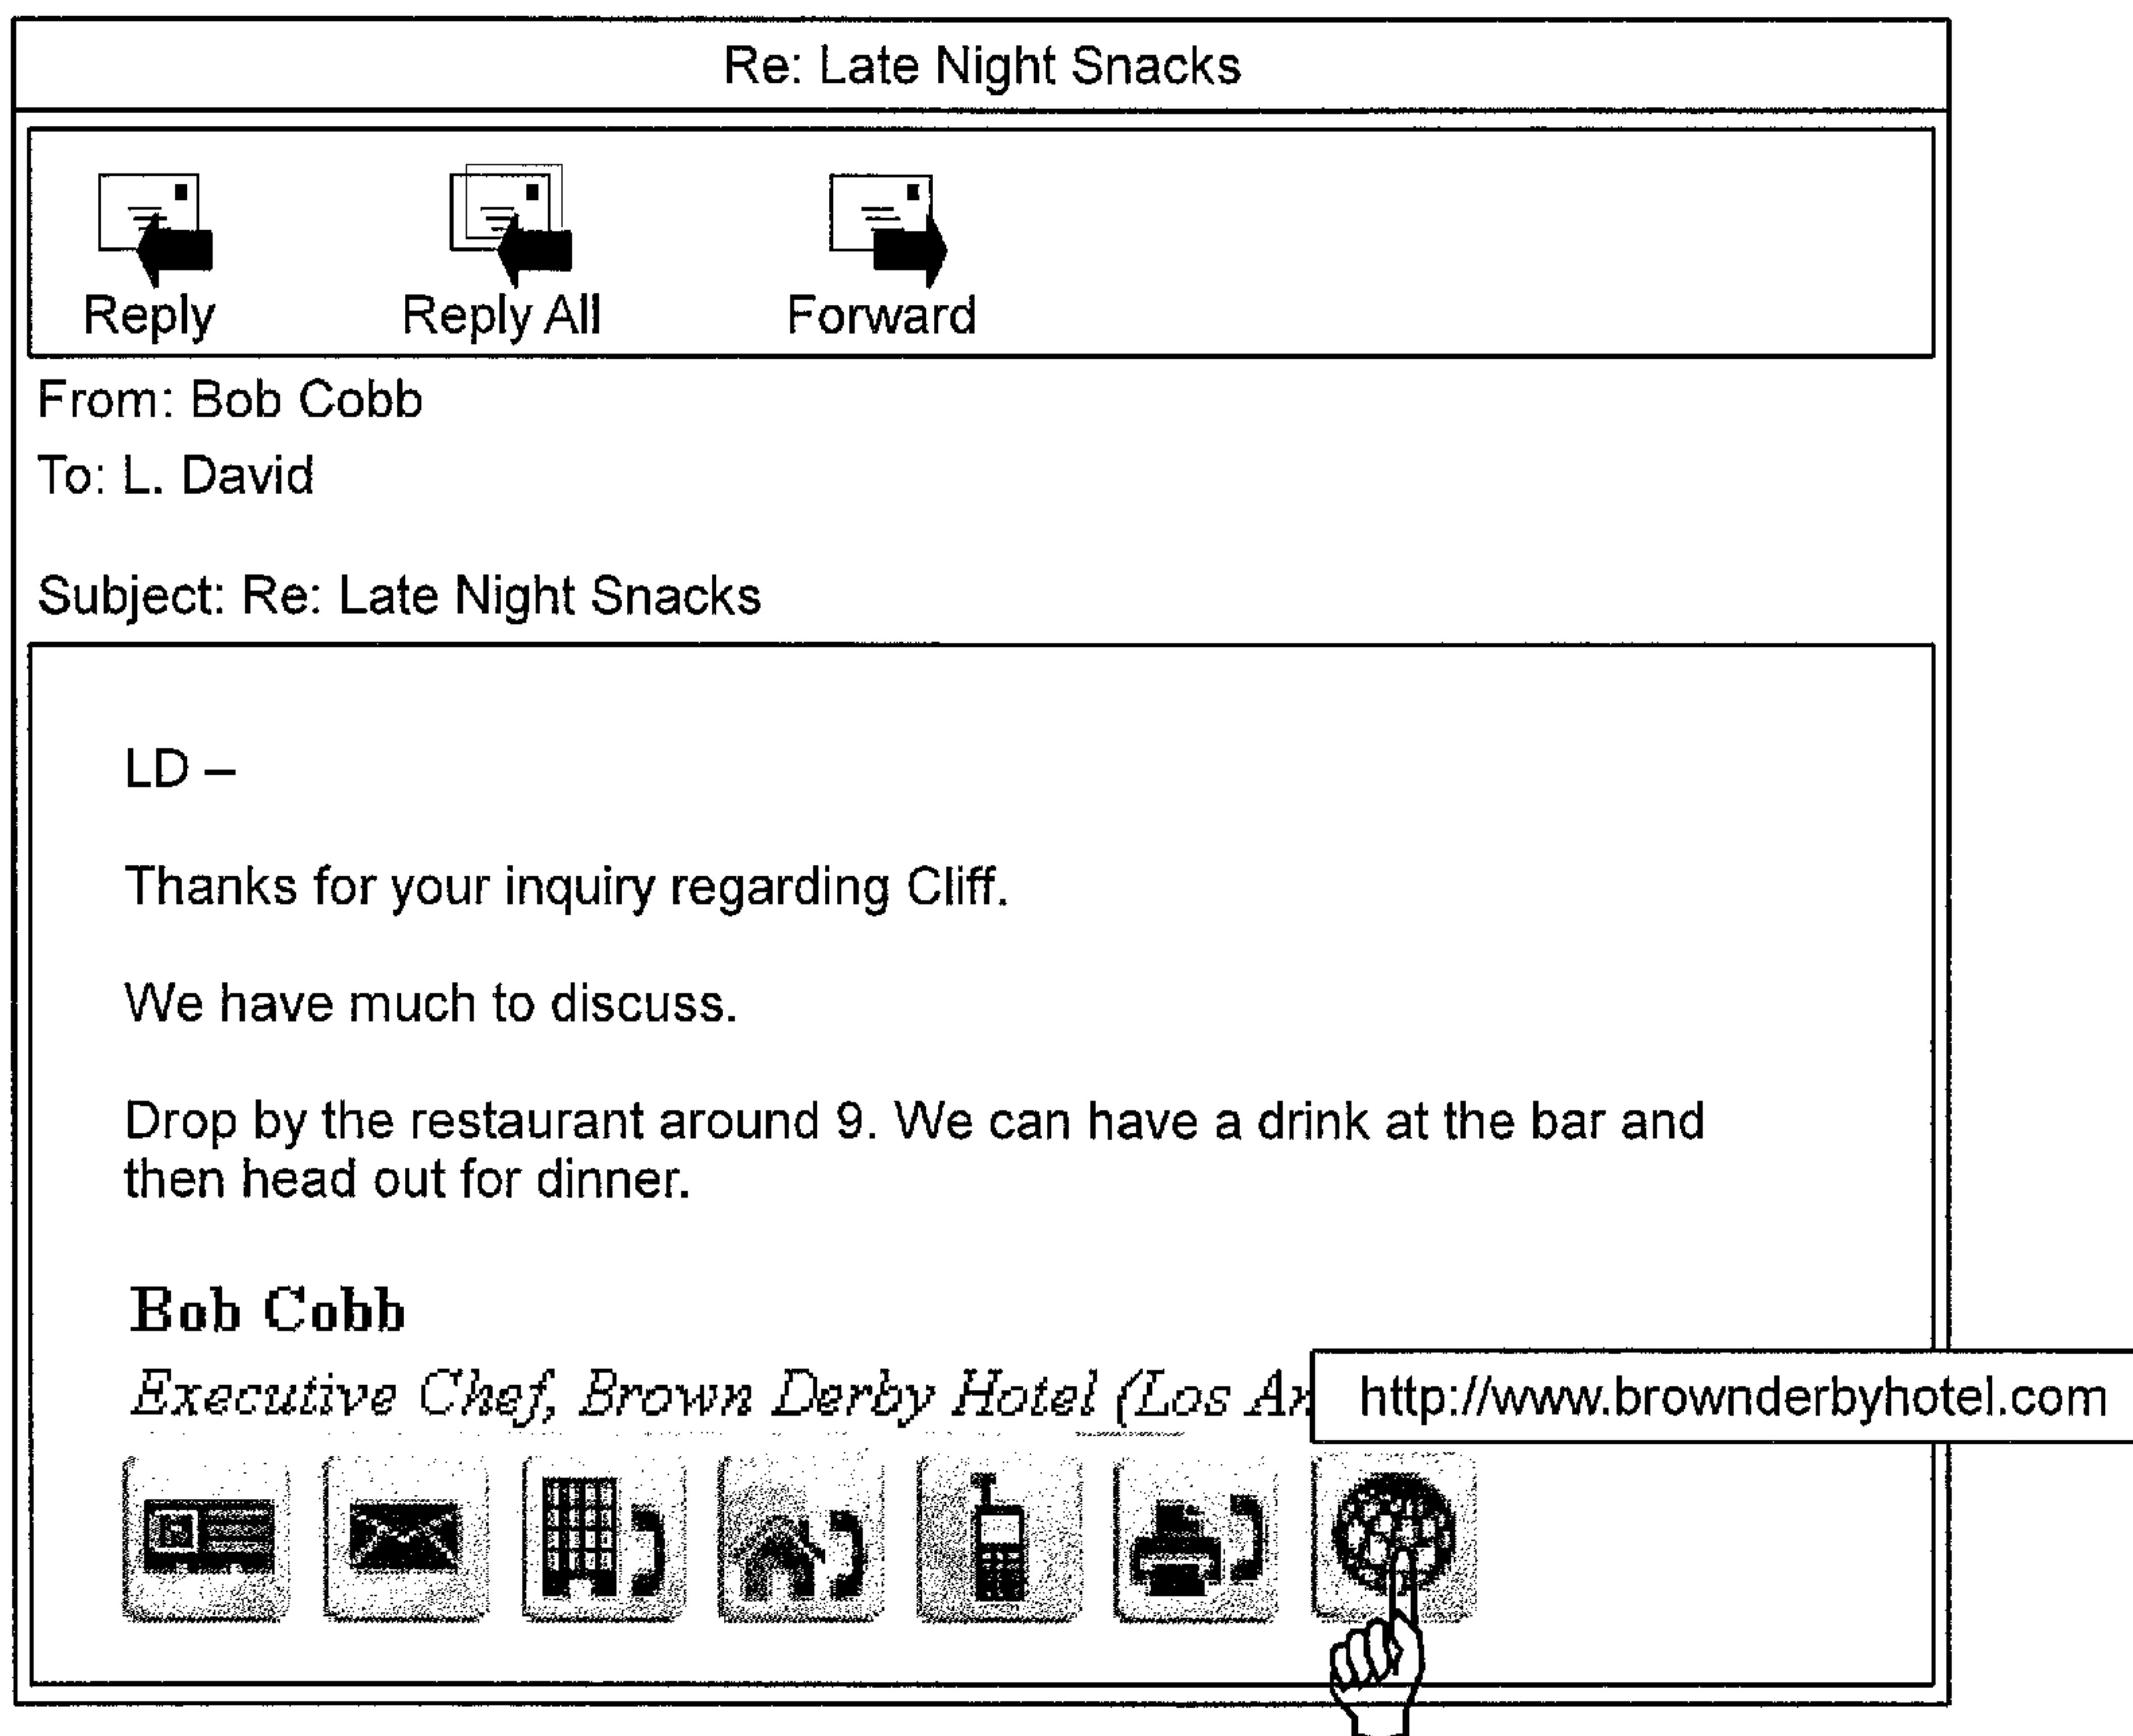 Re: Late Night Snacks
Reply
Reply All
Forward
From: Bob Cobb
To: L. David
Subject: Re: Late Night Snacks
LD –
Thanks for your inquiry regarding Cliff.
We have much to discuss.
Drop by the restaurant around 9. We can have a drink at the bar and
then head out for dinner.
Bob Cobb
Executive Chef, Brown Derby Hotel (Los
http://www.brownderbyhotel.com